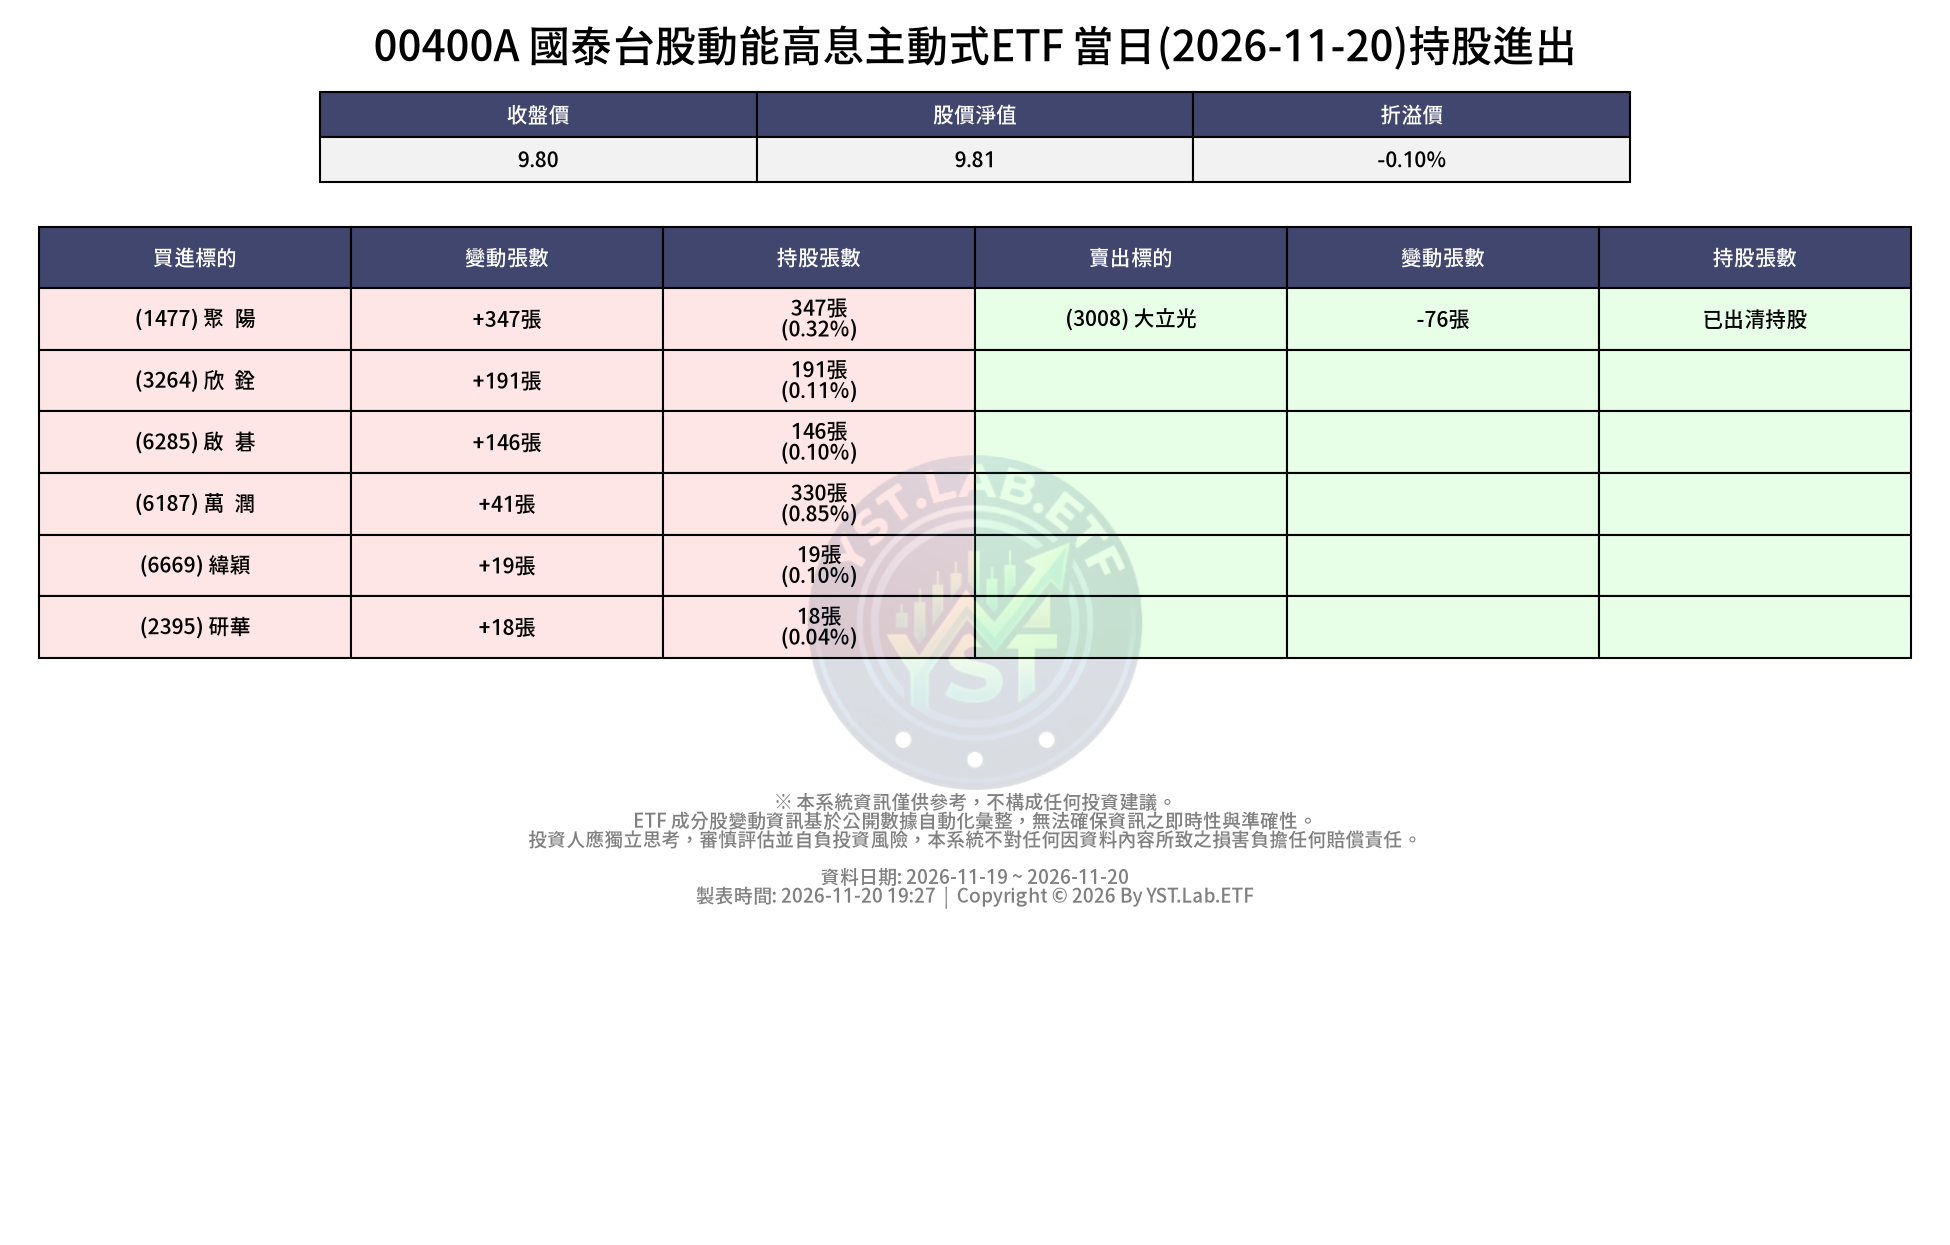 00400A 國泰台股動能高息主動式ETF 當日(2026-11-20)持股進出
收盤價 股價淨值 折溢價
9.80 9.81 -0.10%
買進標的 變動張數 持股張數 賣出標的 變動張數 持股張數
(1477) 聚 陽 +347張 347張 (0.32%) (3008) 大立光 -76張 已出清持股
(3264) 欣 銓 +191張 191張 (0.11%)
(6285) 啟 碁 +146張 146張 (0.10%)
(6187) 萬 潤 +41張 330張 (0.85%)
(6669) 緯穎 +19張 19張 (0.10%)
(2395) 研華 +18張 18張 (0.04%)
YST.LAB.ETF
YST
※ 本系統資訊僅供參考，不構成任何投資建議。
ETF 成分股變動資訊基於公開數據自動化彙整，無法確保資訊之即時性與準確性。
投資人應獨立思考，審慎評估並自負投資風險，本系統不對任何因資料內容所致之損害負擔任何賠償責任。
資料日期: 2026-11-19 ~ 2026-11-20
製表時間: 2026-11-20 19:27 │ Copyright © 2026 By YST.Lab.ETF